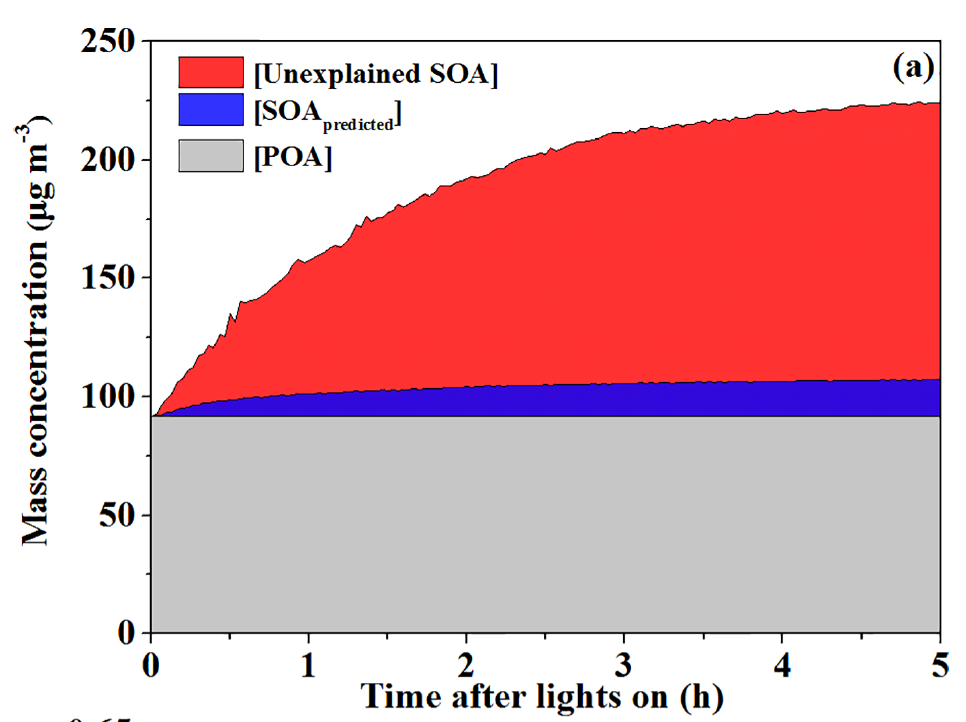 250
200
150
100
50
0
Mass concentration (µg m⁻³)
[Unexplained SOA]
[SOApredicted]
[POA]
(a)
0 1 2 3 4 5
Time after lights on (h)